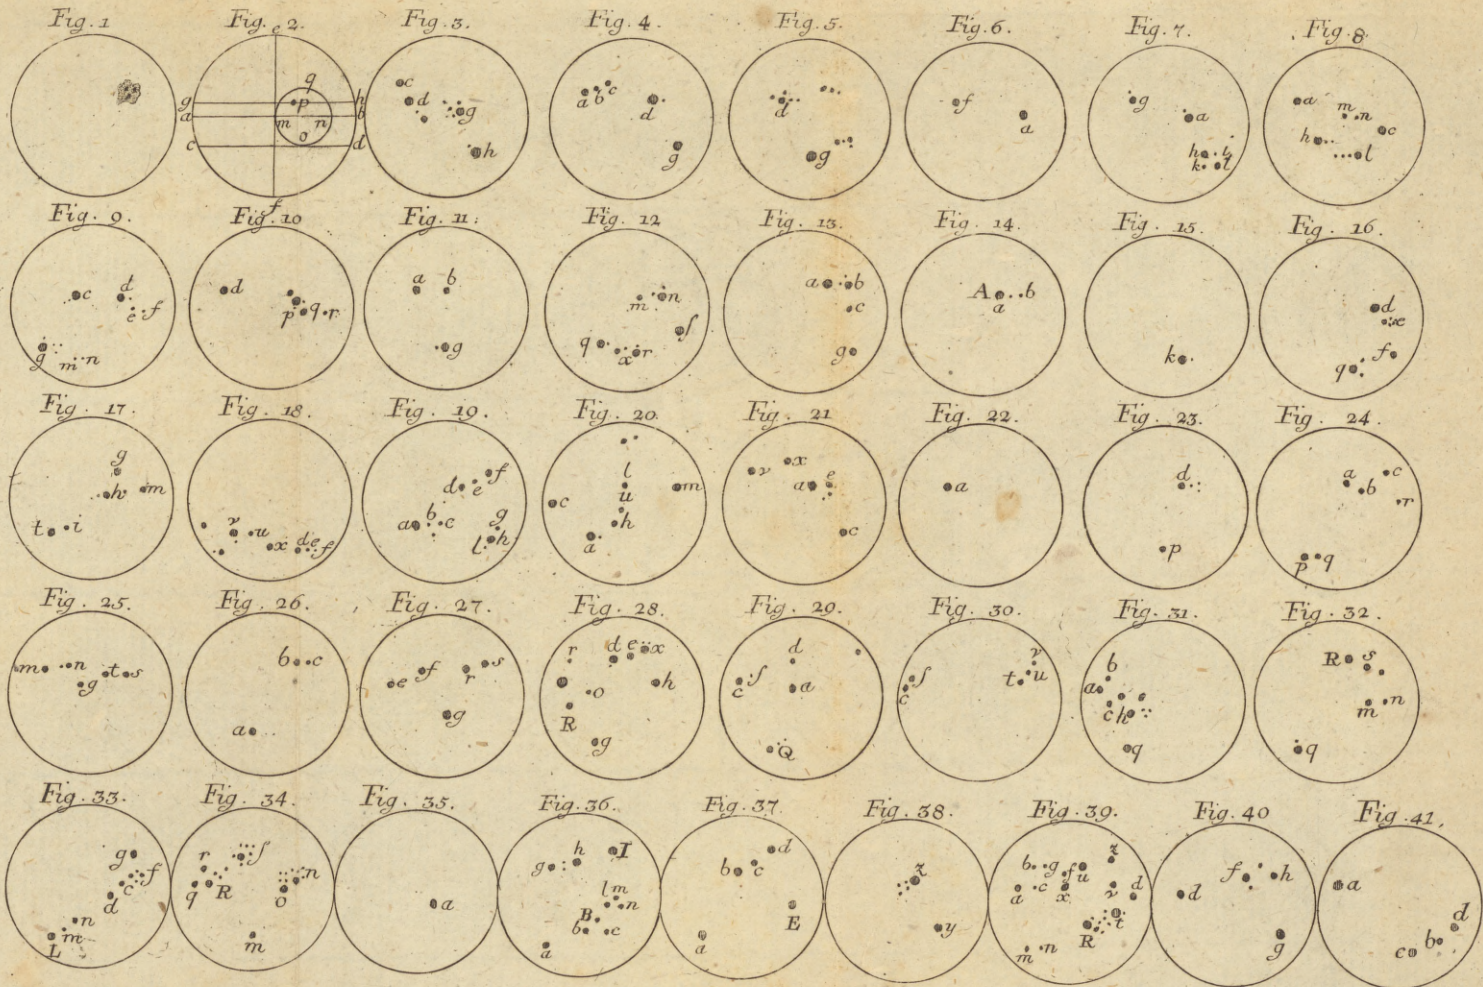 Fig. 1
Fig. 2.
Fig. 3.
Fig. 4.
Fig. 5.
Fig. 6.
Fig. 7.
Fig. 8
e
g h
a b
c d
f
q
p
m n
o
c
d
g
h
a b c
d
g
d
g
f
a
g
a
h i
k l
a
m n
c
h
l
Fig. 9.
Fig. 10
Fig. 11.
Fig. 12
Fig. 13.
Fig. 14.
Fig. 15.
Fig. 16.
c
d
e f
g
m n
d
p q r
a b
g
m n
ſ
q
x r
a b
c
g
A b
a
k
d
e
f
q
Fig. 17.
Fig. 18.
Fig. 19.
Fig. 20.
Fig. 21
Fig. 22.
Fig. 23.
Fig. 24
g
h m
t i
v u
x d e f
d e f
a b c
g
l h
l
c u m
h
a
v x
a e
c
a
d
p
a c
b
r
p q
Fig. 25.
Fig. 26.
Fig. 27.
Fig. 28.
Fig. 29.
Fig. 30.
Fig. 31.
Fig. 32
m n
g t s
b c
a
e f r s
g
r d e x
o h
R
g
d
c ſ
a
Q
c ſ
t u v
b
a
c h
q
R s
m n
q
Fig. 33.
Fig. 34.
Fig. 35.
Fig. 36.
Fig. 37.
Fig. 38.
Fig. 39.
Fig. 40
Fig. 41.
g
c f
d
n
m
L
r ſ
q R
o n
m
a
g h I
l m
n
B
b c
a
d
b c
E
a
z
y
z
b g f u
a c x v d
t
R
m n
f h
d
g
a
d
b
c